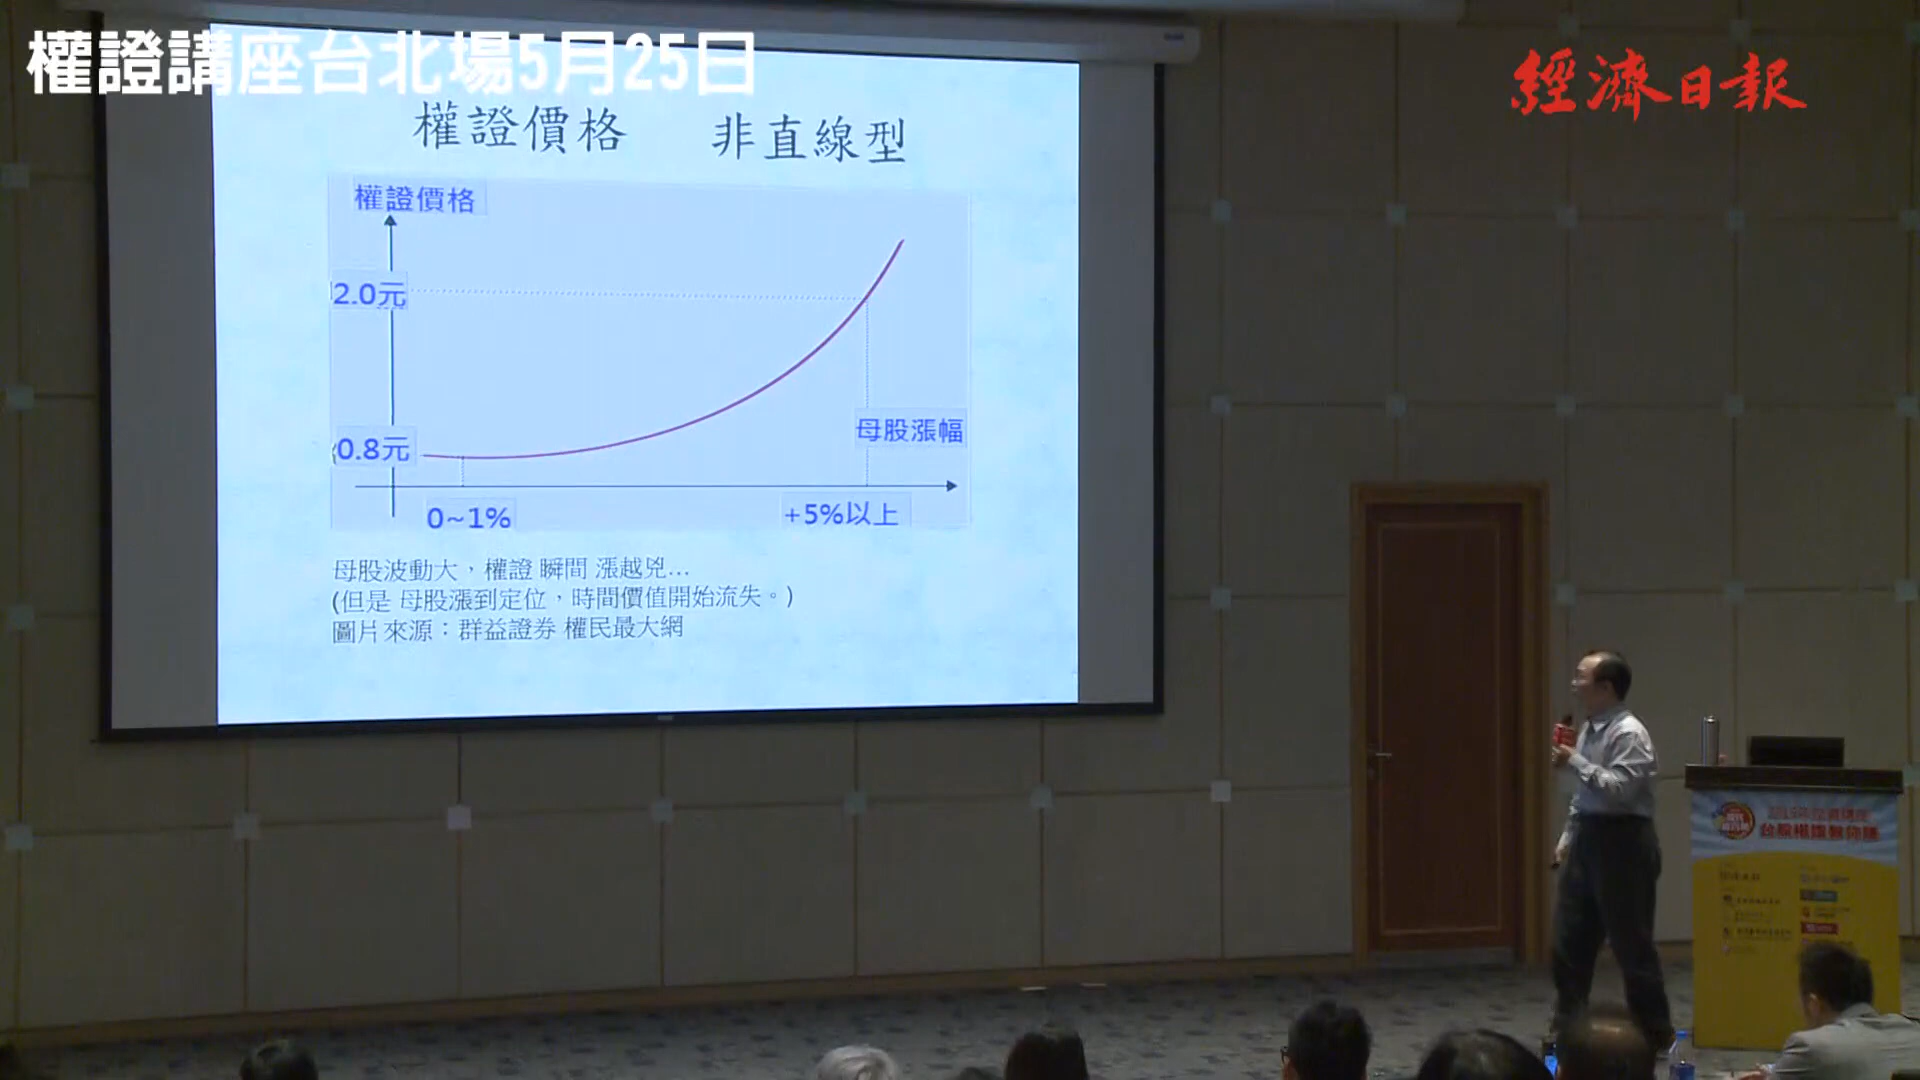 權證講座台北場5月25日
經濟日報
權證價格 非直線型
權證價格
2.0元
0.8元
母股漲幅
0~1%
+5%以上
母股波動大，權證 瞬間 漲越兇...
(但是 母股漲到定位，時間價值開始流失。)
圖片來源：群益證券 權民最大網